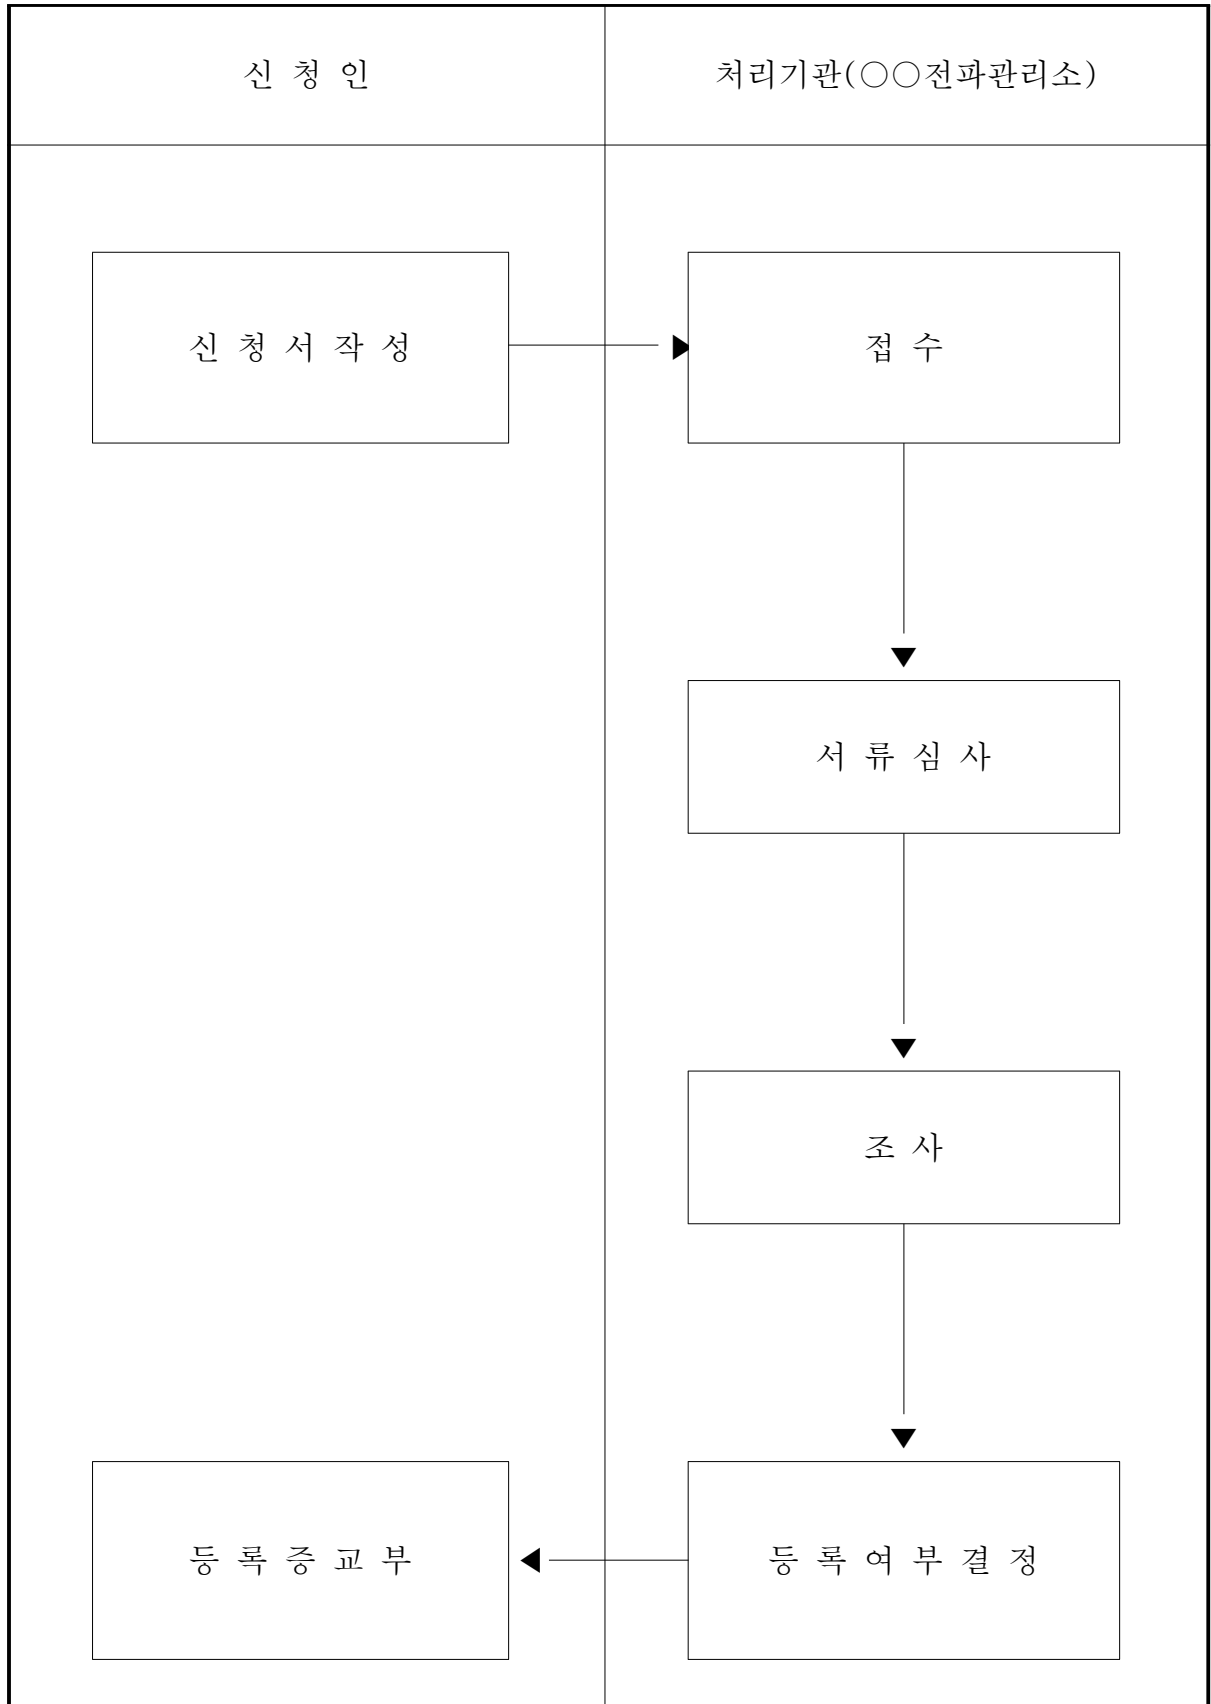 신 청 인
처리기관(○○전파관리소)
신 청 서 작 성
접 수
서 류 심 사
조 사
등 록 증 교 부
등 록 여 부 결 정